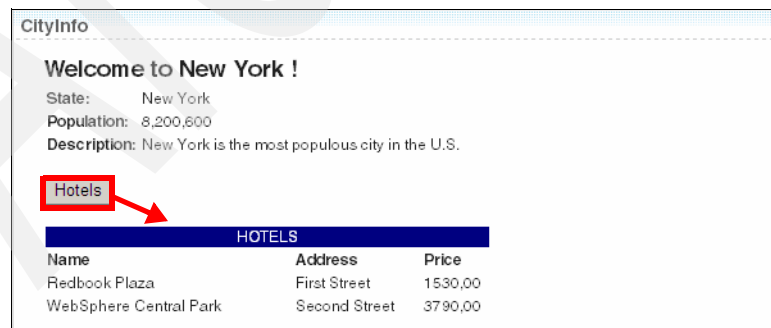 CityInfo
Welcome to New York !
State: New York
Population: 8,200,600
Description: New York is the most populous city in the U.S.
Hotels
HOTELS
Name Address Price
Redbook Plaza First Street 1530,00
WebSphere Central Park Second Street 3790,00